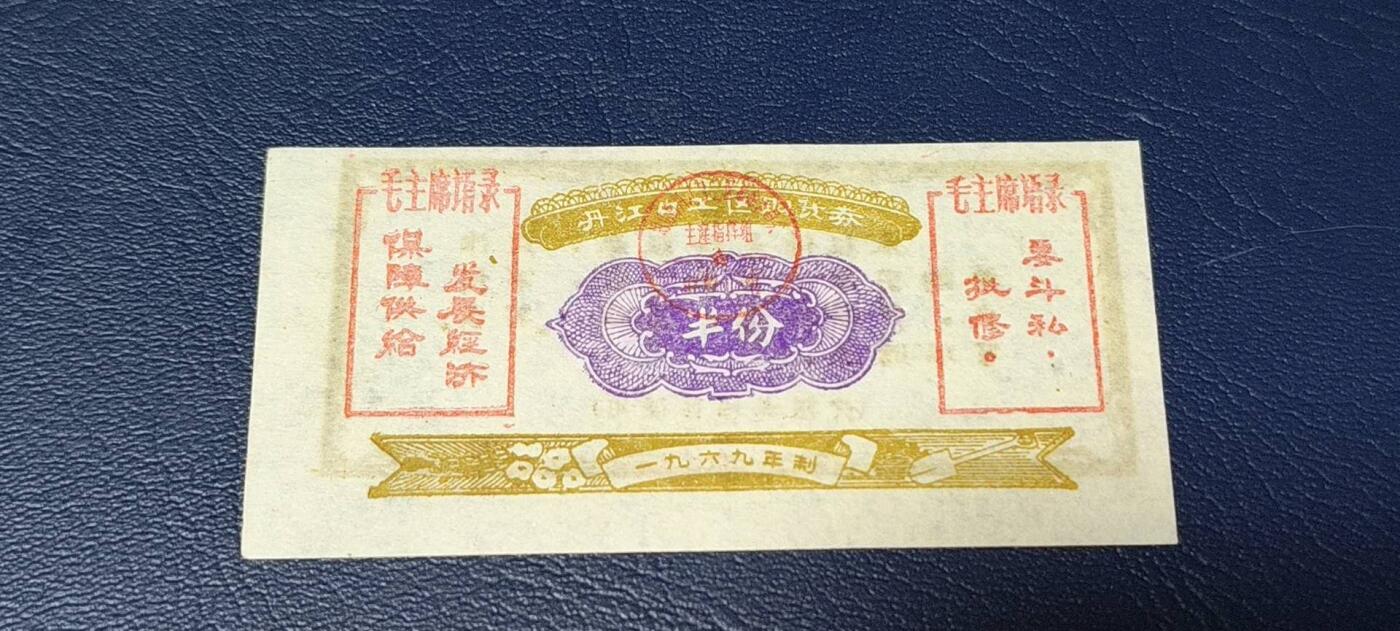 丹江口工区购货券
毛主席语录
发展经济
保障供给
半份
毛主席语录
要斗私，
批修。
一九六九年制